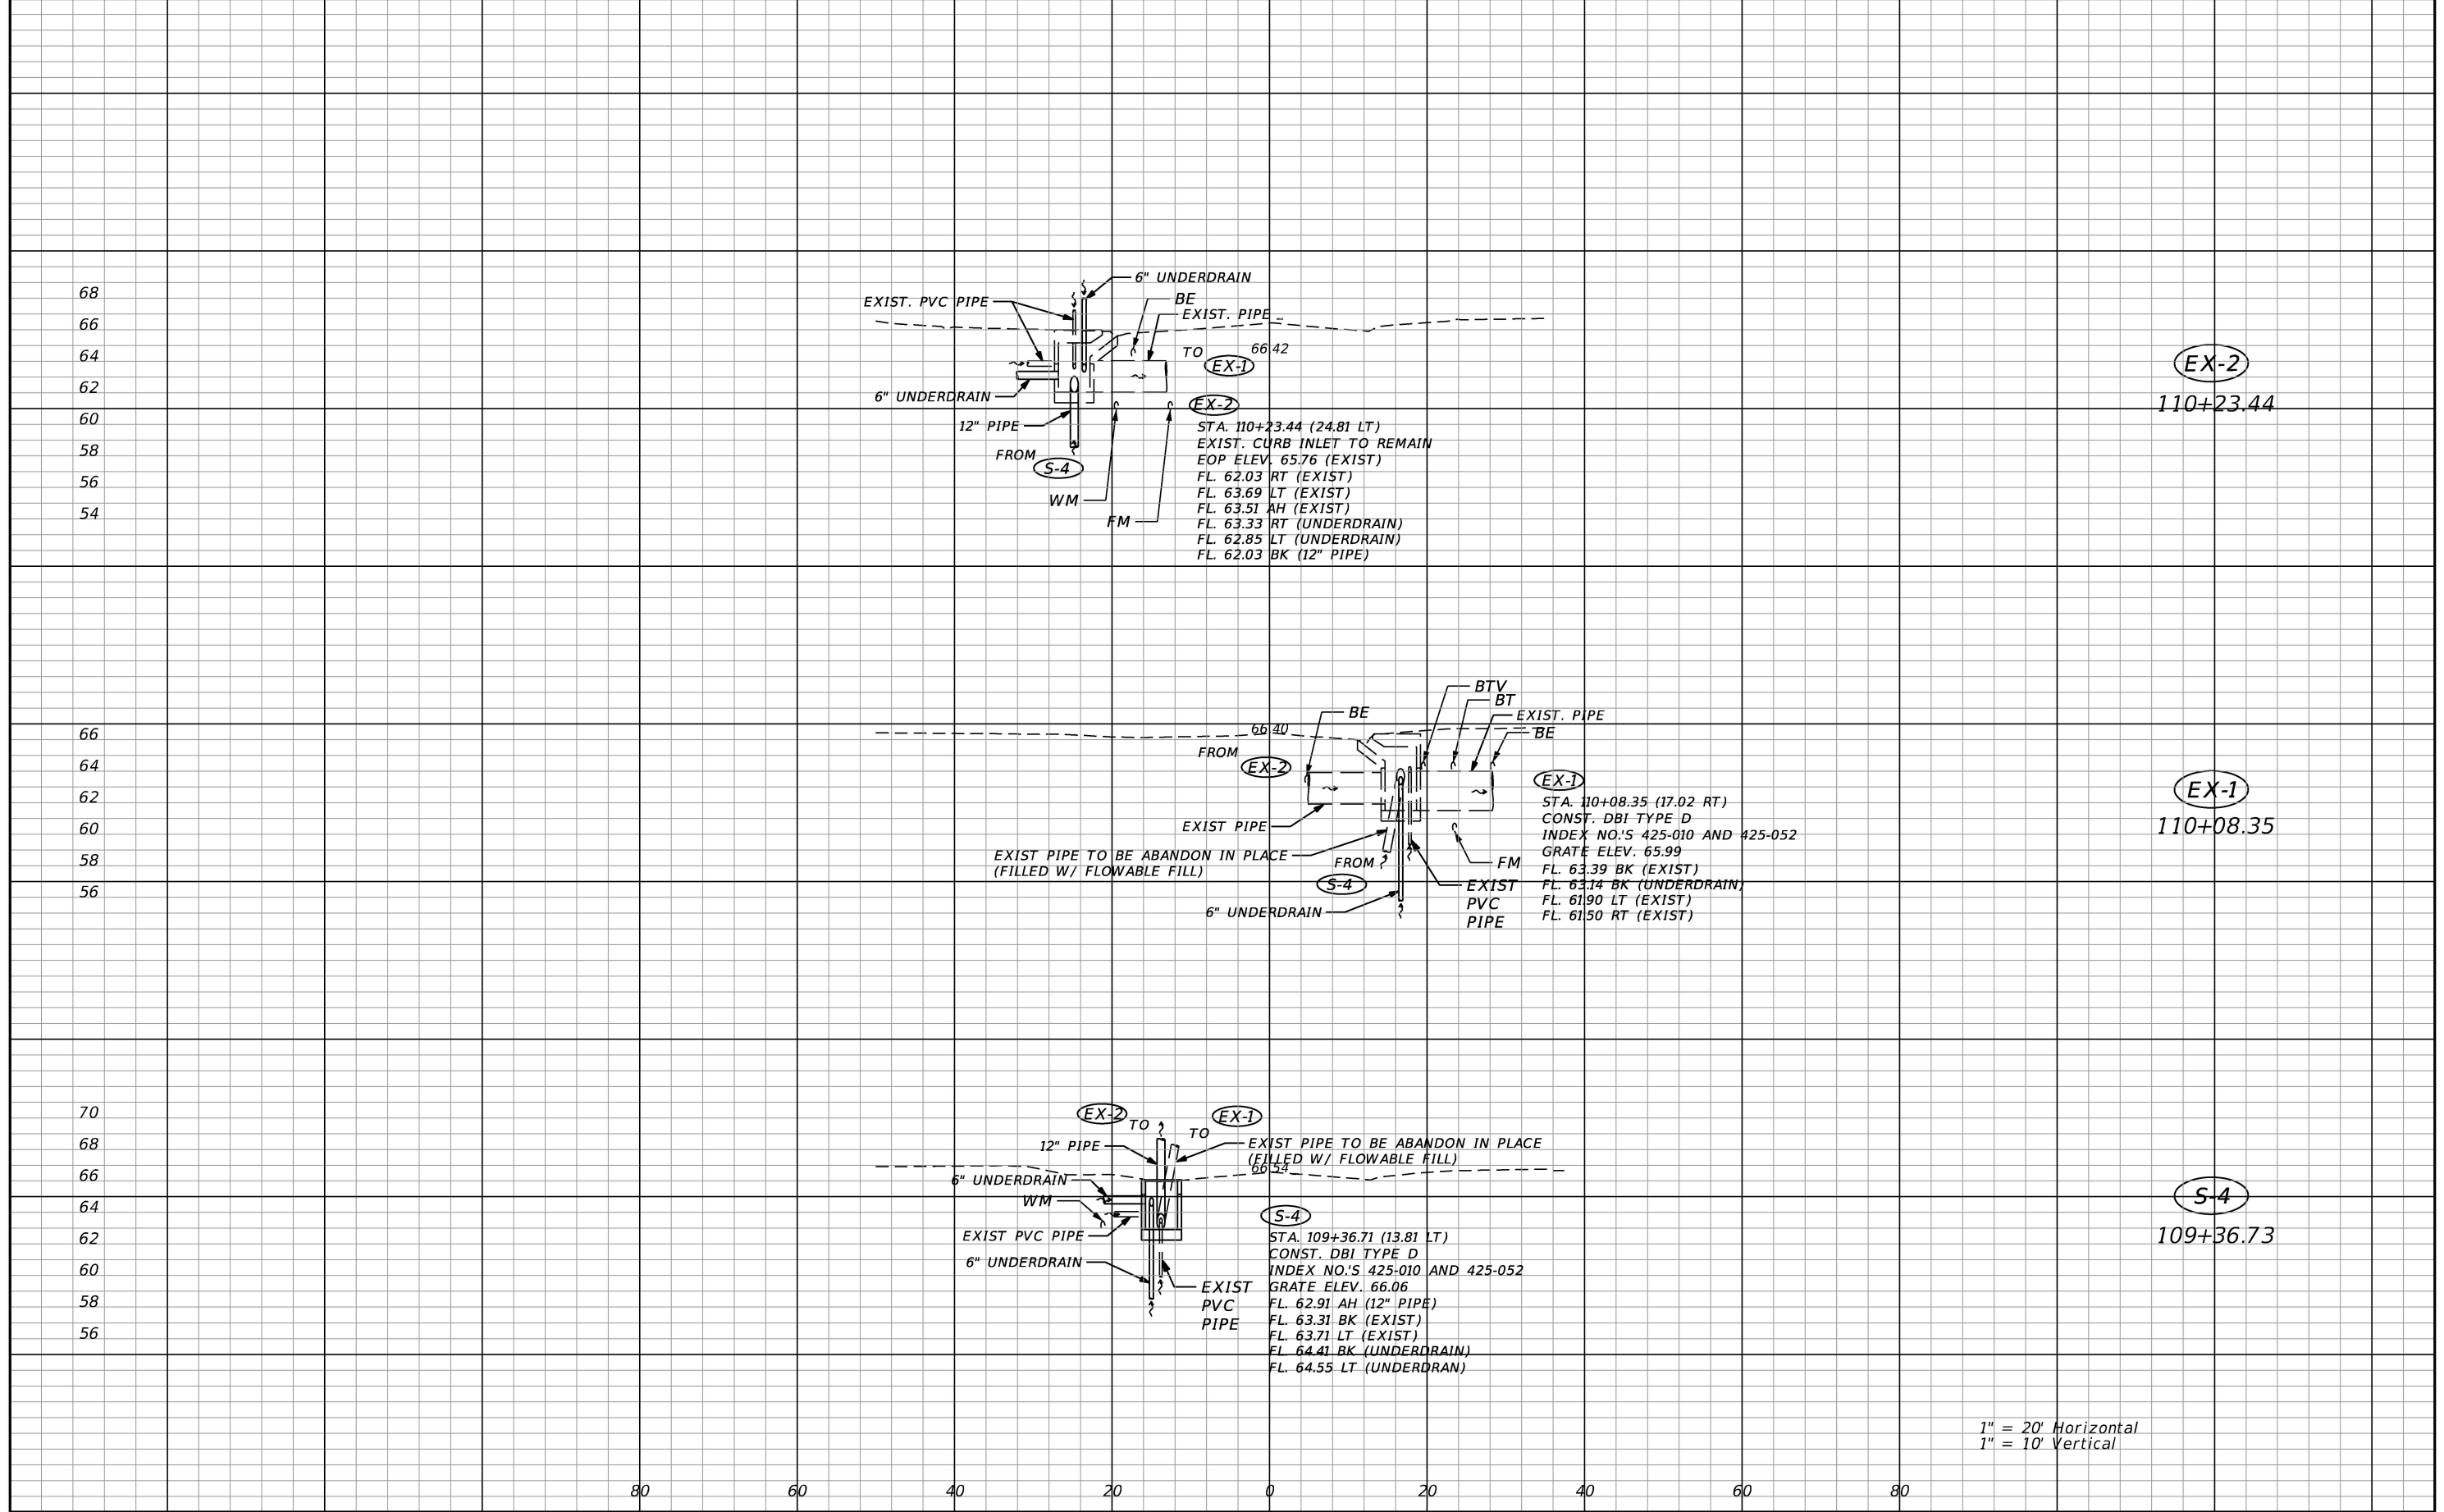 6" UNDERDRAIN
68
EXIST. PVC PIPE
BE
EXIST. PIPE
66
66.42
64
TO
EX-1
EX-2
62
6" UNDERDRAIN
EX-2
110+23.44
60
12" PIPE
STA. 110+23.44 (24.81 LT)
EXIST. CURB INLET TO REMAIN
58
FROM
EOP ELEV. 65.76 (EXIST)
S-4
FL. 62.03 RT (EXIST)
56
FL. 63.69 LT (EXIST)
WM
FL. 63.51 AH (EXIST)
54
FM
FL. 63.33 RT (UNDERDRAIN)
FL. 62.85 LT (UNDERDRAIN)
FL. 62.03 BK (12" PIPE)
BTV
BT
BE
EXIST. PIPE
66
66.40
BE
FROM
64
EX-2
EX-1
EX-1
62
STA. 110+08.35 (17.02 RT)
CONST. DBI TYPE D
60
EXIST PIPE
INDEX NO.'S 425-010 AND 425-052
110+08.35
GRATE ELEV. 65.99
EXIST PIPE TO BE ABANDON IN PLACE
(FILLED W/ FLOWABLE FILL)
58
FROM
FM
FL. 63.39 BK (EXIST)
S-4
EXIST
PVC
PIPE
FL. 63.14 BK (UNDERDRAIN)
56
FL. 61.90 LT (EXIST)
6" UNDERDRAIN
FL. 61.50 RT (EXIST)
70
EX-2
TO
EX-1
TO
68
12" PIPE
EXIST PIPE TO BE ABANDON IN PLACE
(FILLED W/ FLOWABLE FILL)
66
66.54
6" UNDERDRAIN
64
WM
S-4
S-4
62
EXIST PVC PIPE
STA. 109+36.71 (13.81 LT)
109+36.73
CONST. DBI TYPE D
60
6" UNDERDRAIN
INDEX NO.'S 425-010 AND 425-052
EXIST
PVC
PIPE
GRATE ELEV. 66.06
58
FL. 62.91 AH (12" PIPE)
FL. 63.31 BK (EXIST)
56
FL. 63.71 LT (EXIST)
FL. 64.41 BK (UNDERDRAIN)
FL. 64.55 LT (UNDERDRAN)
1" = 20' Horizontal
1" = 10' Vertical
80 60 40 20 0 20 40 60 80